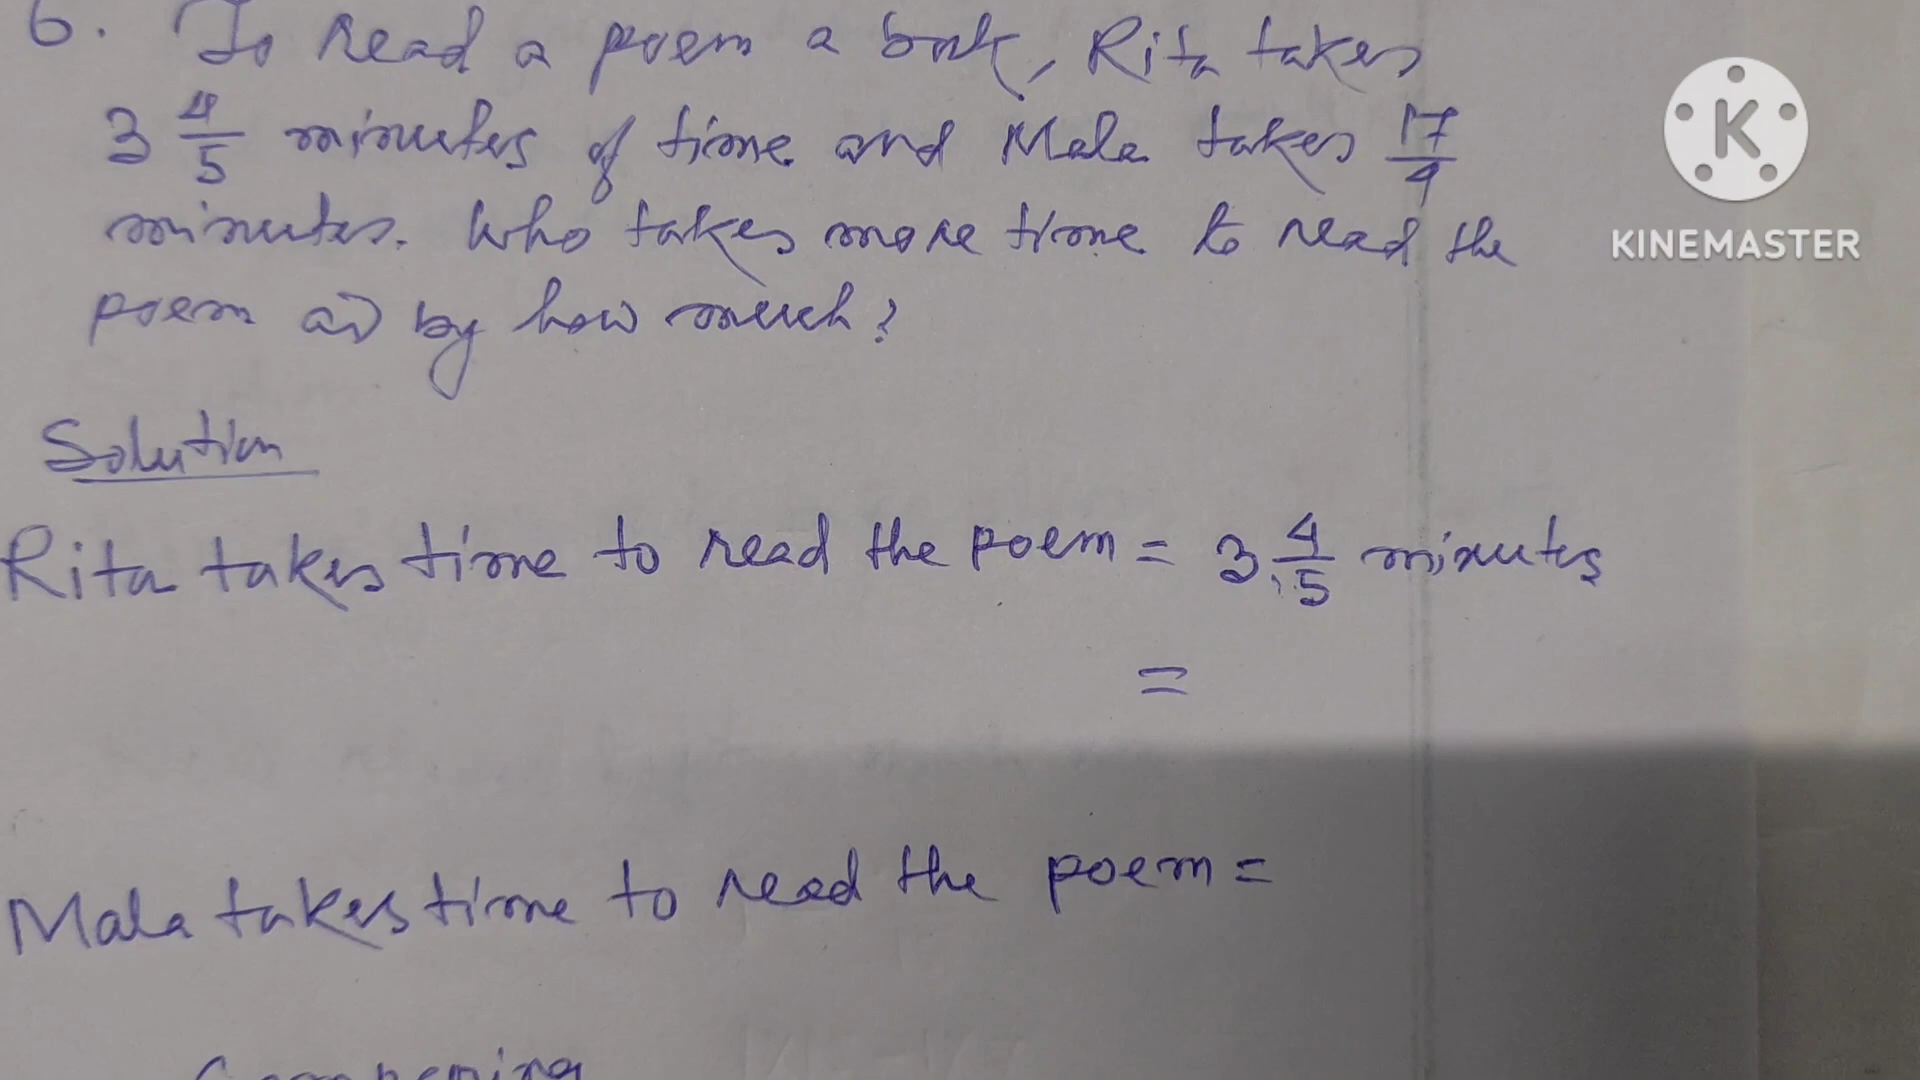 6. To read a poem a book, Rita takes
3 4/5 minutes of time and Mala takes 17/4
minutes. Who takes more time to read the
poem ad by how much?
Solution
Rita takes time to read the poem = 3 4/5 minutes
=
Mala takes time to read the poem =
Comparing
K
KINEMASTER